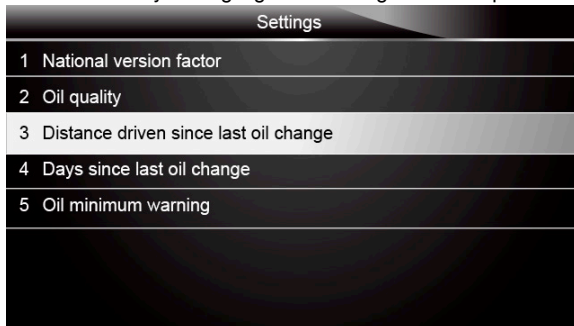 Settings
1 National version factor
2 Oil quality
3 Distance driven since last oil change
4 Days since last oil change
5 Oil minimum warning